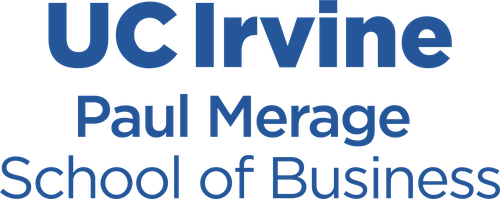 UC Irvine
Paul Merage
School of Business